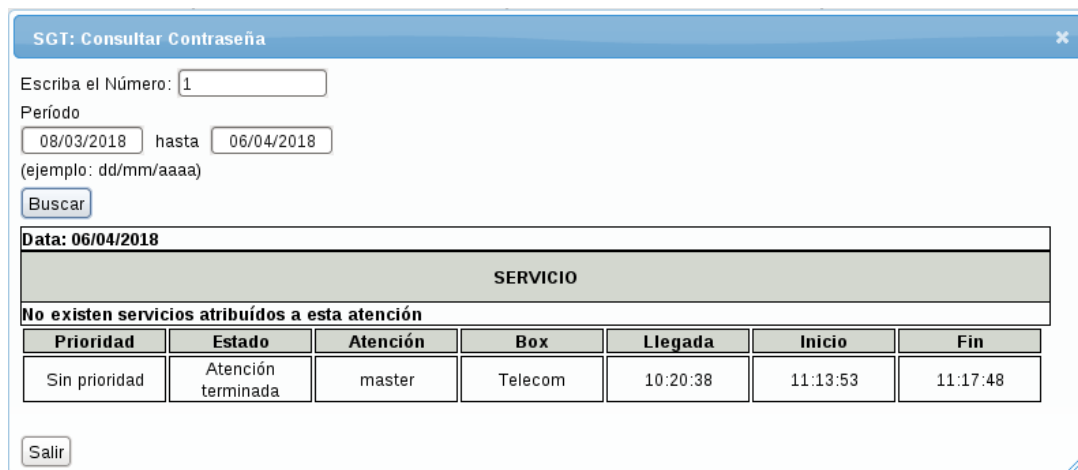 SGT: Consultar Contraseña
Escriba el Número: 1
Período
08/03/2018 hasta 06/04/2018
(ejemplo: dd/mm/aaaa)
Buscar
Data: 06/04/2018
SERVICIO
No existen servicios atribuídos a esta atención
Prioridad Estado Atención Box Llegada Inicio Fin
Sin prioridad Atención terminada master Telecom 10:20:38 11:13:53 11:17:48
Salir